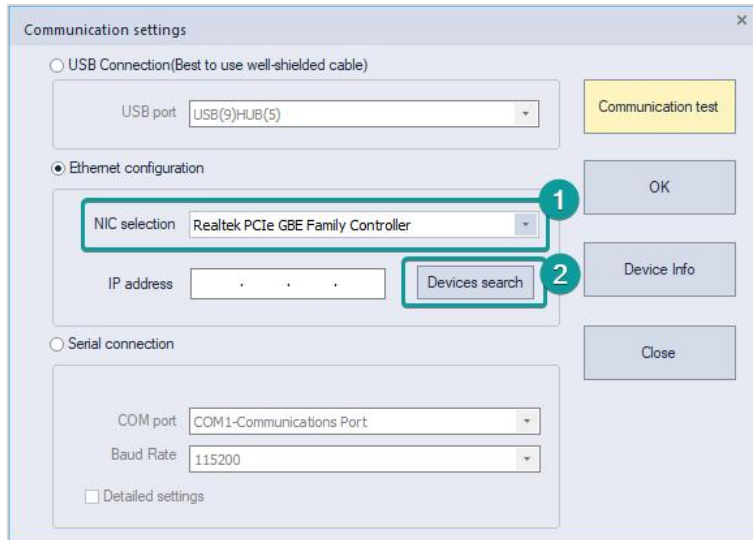 Communication settings
×
USB Connection(Best to use well-shielded cable)
USB port USB(9)HUB(5)
Communication test
Ethernet configuration
OK
1
NIC selection Realtek PCIe GBE Family Controller
IP address . . . Devices search 2
Device Info
Serial connection
Close
COM port COM1-Communications Port
Baud Rate 115200
Detailed settings